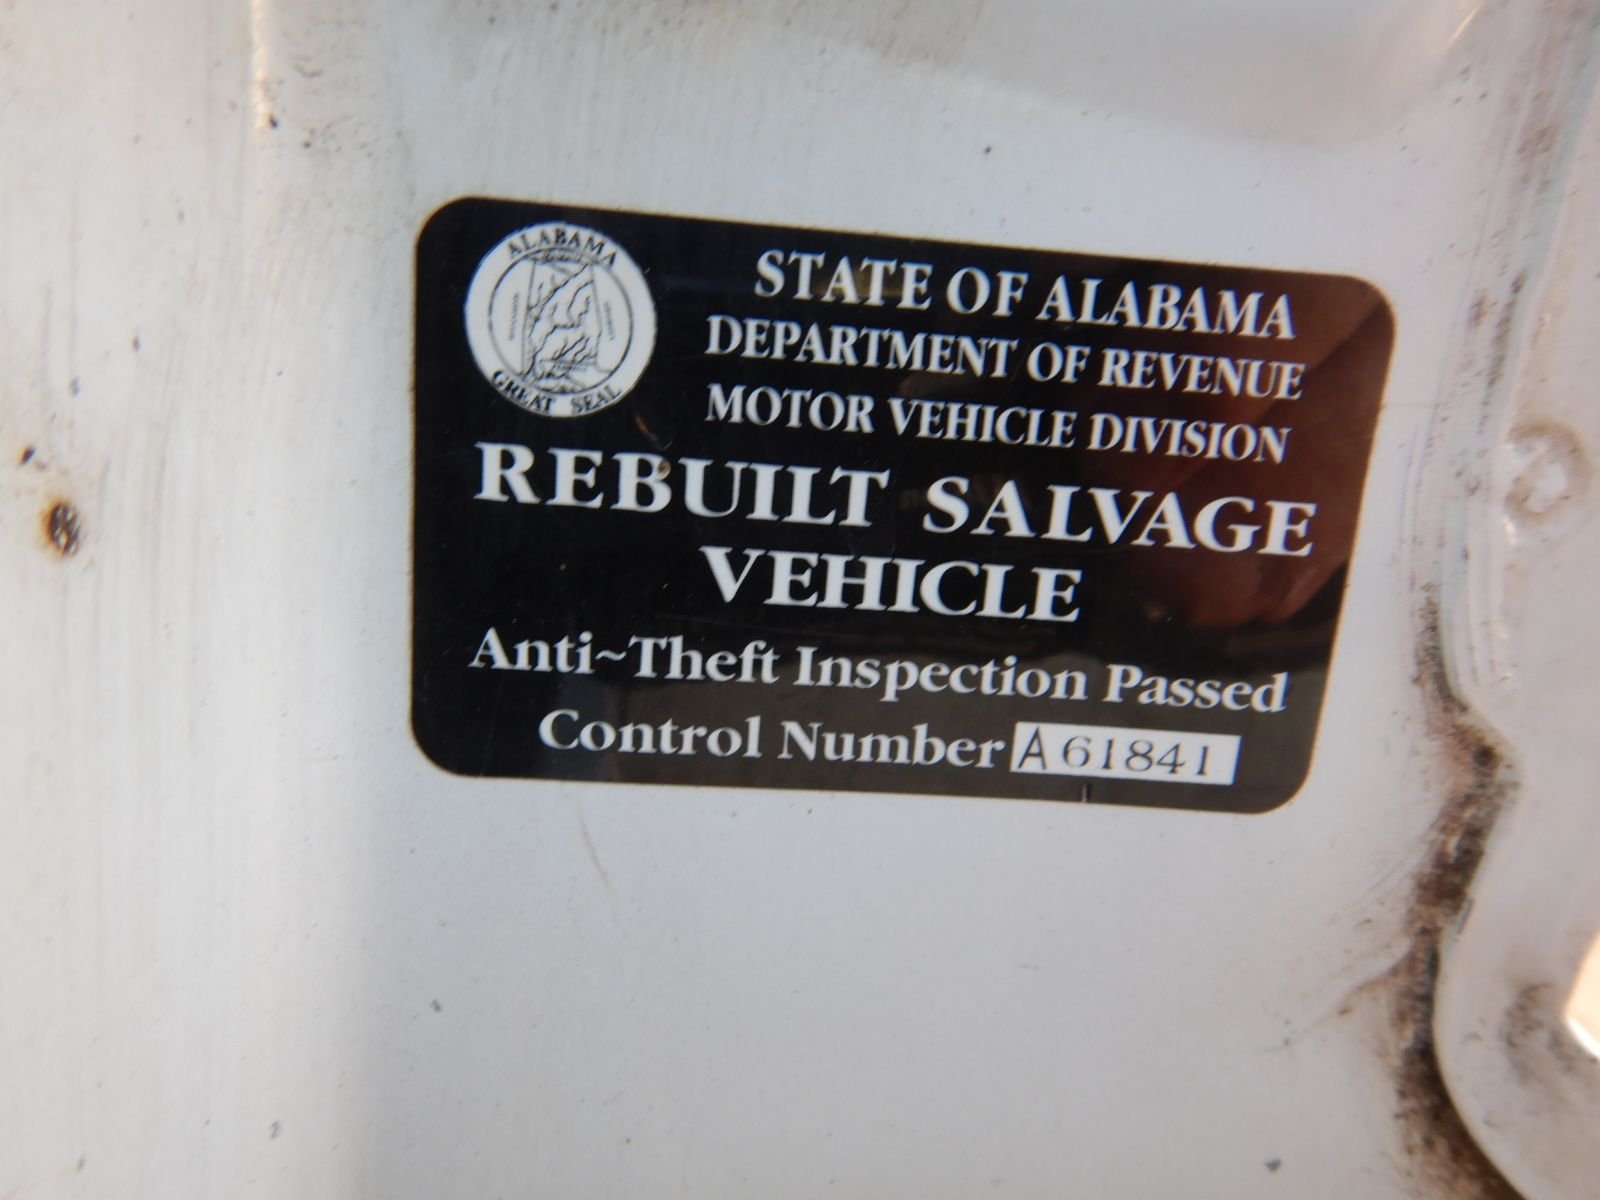 ALABAMA
GREAT SEAL
STATE OF ALABAMA
DEPARTMENT OF REVENUE
MOTOR VEHICLE DIVISION
REBUILT SALVAGE
VEHICLE
Anti~Theft Inspection Passed
Control Number A 61841